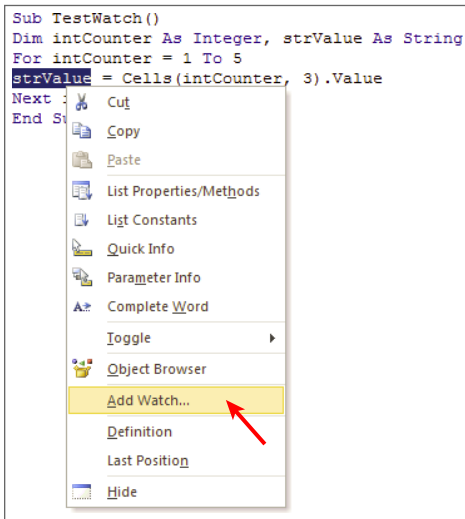 Sub TestWatch()
Dim intCounter As Integer, strValue As String
For intCounter = 1 To 5
strValue = Cells(intCounter, 3).Value
Next
End Su
Cut
Copy
Paste
List Properties/Methods
List Constants
Quick Info
Parameter Info
Complete Word
Toggle
Object Browser
Add Watch...
Definition
Last Position
Hide